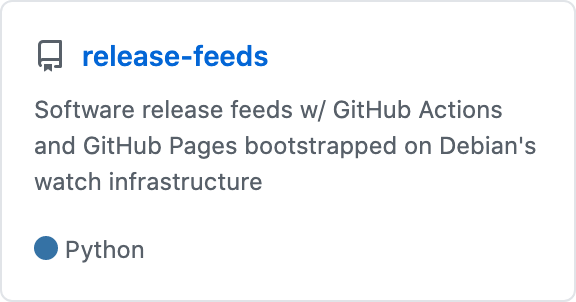 release-feeds
Software release feeds w/ GitHub Actions
and GitHub Pages bootstrapped on Debian's
watch infrastructure
Python